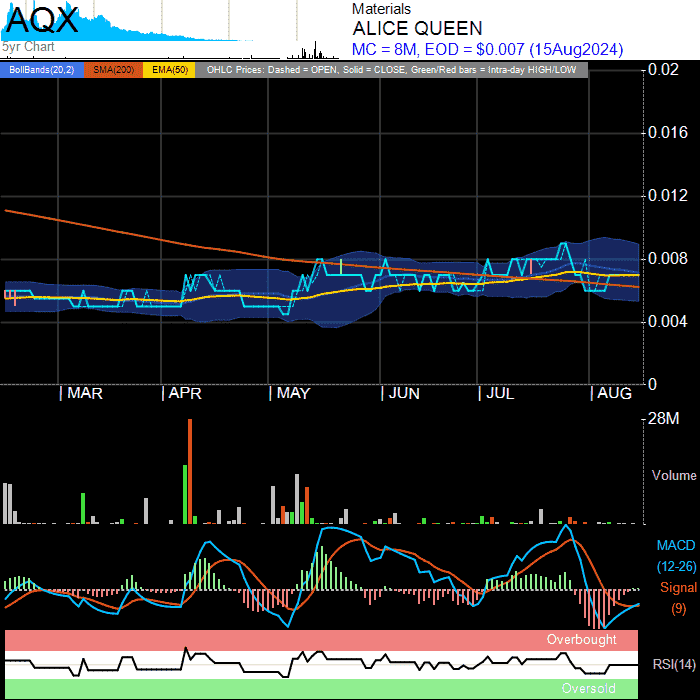 AQX
5yr Chart
Materials
ALICE QUEEN
MC = 8M, EOD = $0.007 (15Aug2024)
BollBands(20,2) SMA(200) EMA(50) OHLC Prices: Dashed = OPEN, Solid = CLOSE, Green/Red bars = Intra-day HIGH/LOW
0.02
0.016
0.012
0.008
0.004
0
MAR APR MAY JUN JUL AUG
28M
Volume
MACD
(12-26)
Signal
(9)
Overbought
RSI(14)
Oversold